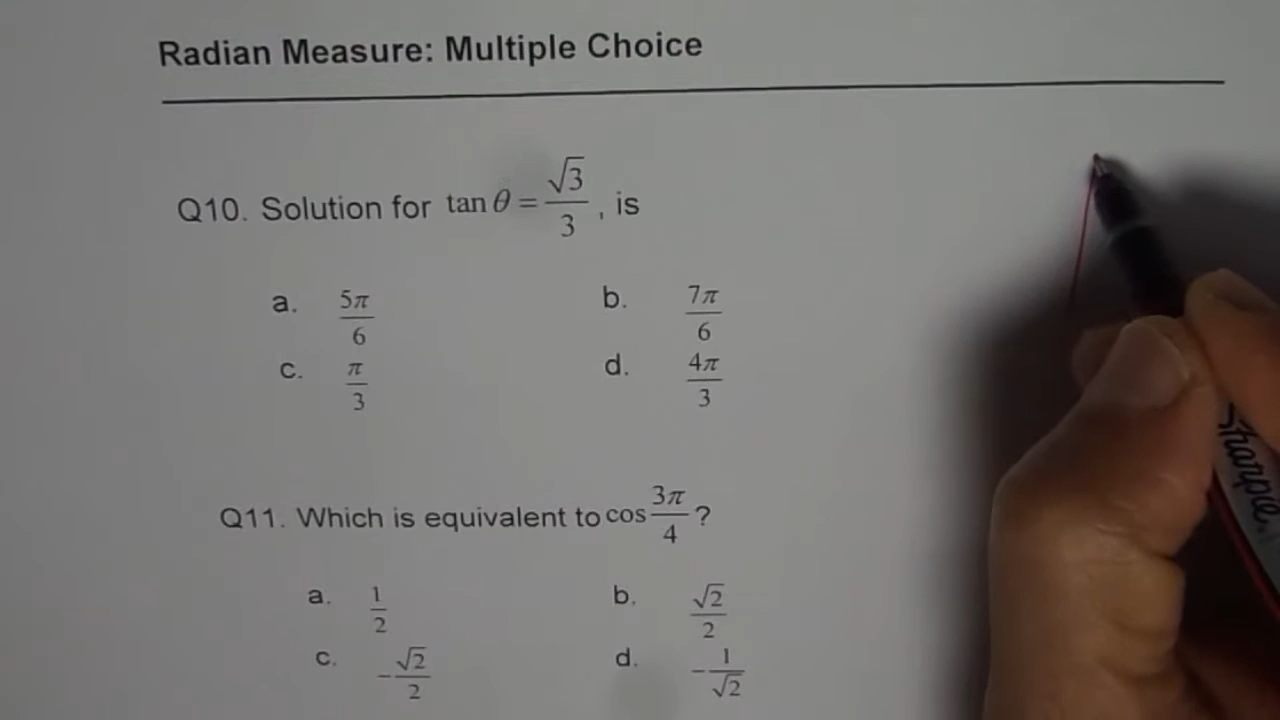 Radian Measure: Multiple Choice
Q10. Solution for tan θ = √3/3, is
a. 5π/6 b. 7π/6
c. π/3 d. 4π/3
Q11. Which is equivalent to cos 3π/4 ?
a. 1/2 b. √2/2
c. -√2/2 d. -1/√2
Sharpie